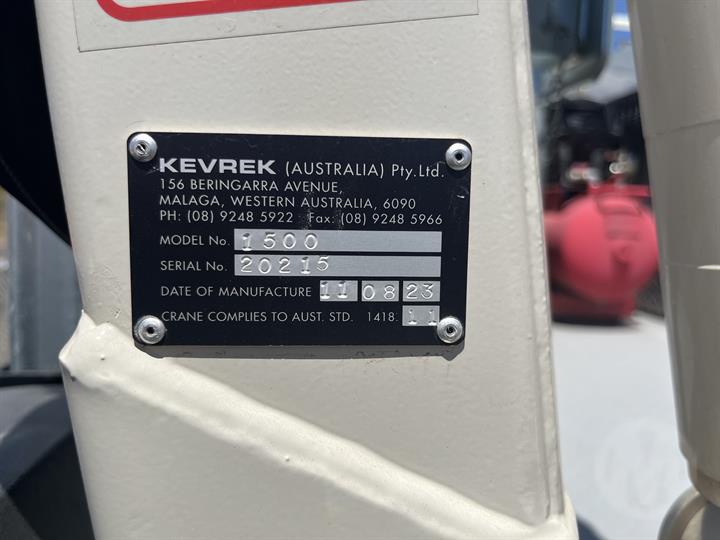 KEVREK (AUSTRALIA) Pty. Ltd.
156 BERINGARRA AVENUE,
MALAGA, WESTERN AUSTRALIA, 6090
PH: (08) 9248 5922 Fax: (08) 9248 5966
MODEL No. 1500
SERIAL No. 20215
DATE OF MANUFACTURE 11 08 23
CRANE COMPLIES TO AUST. STD. 1418. 11